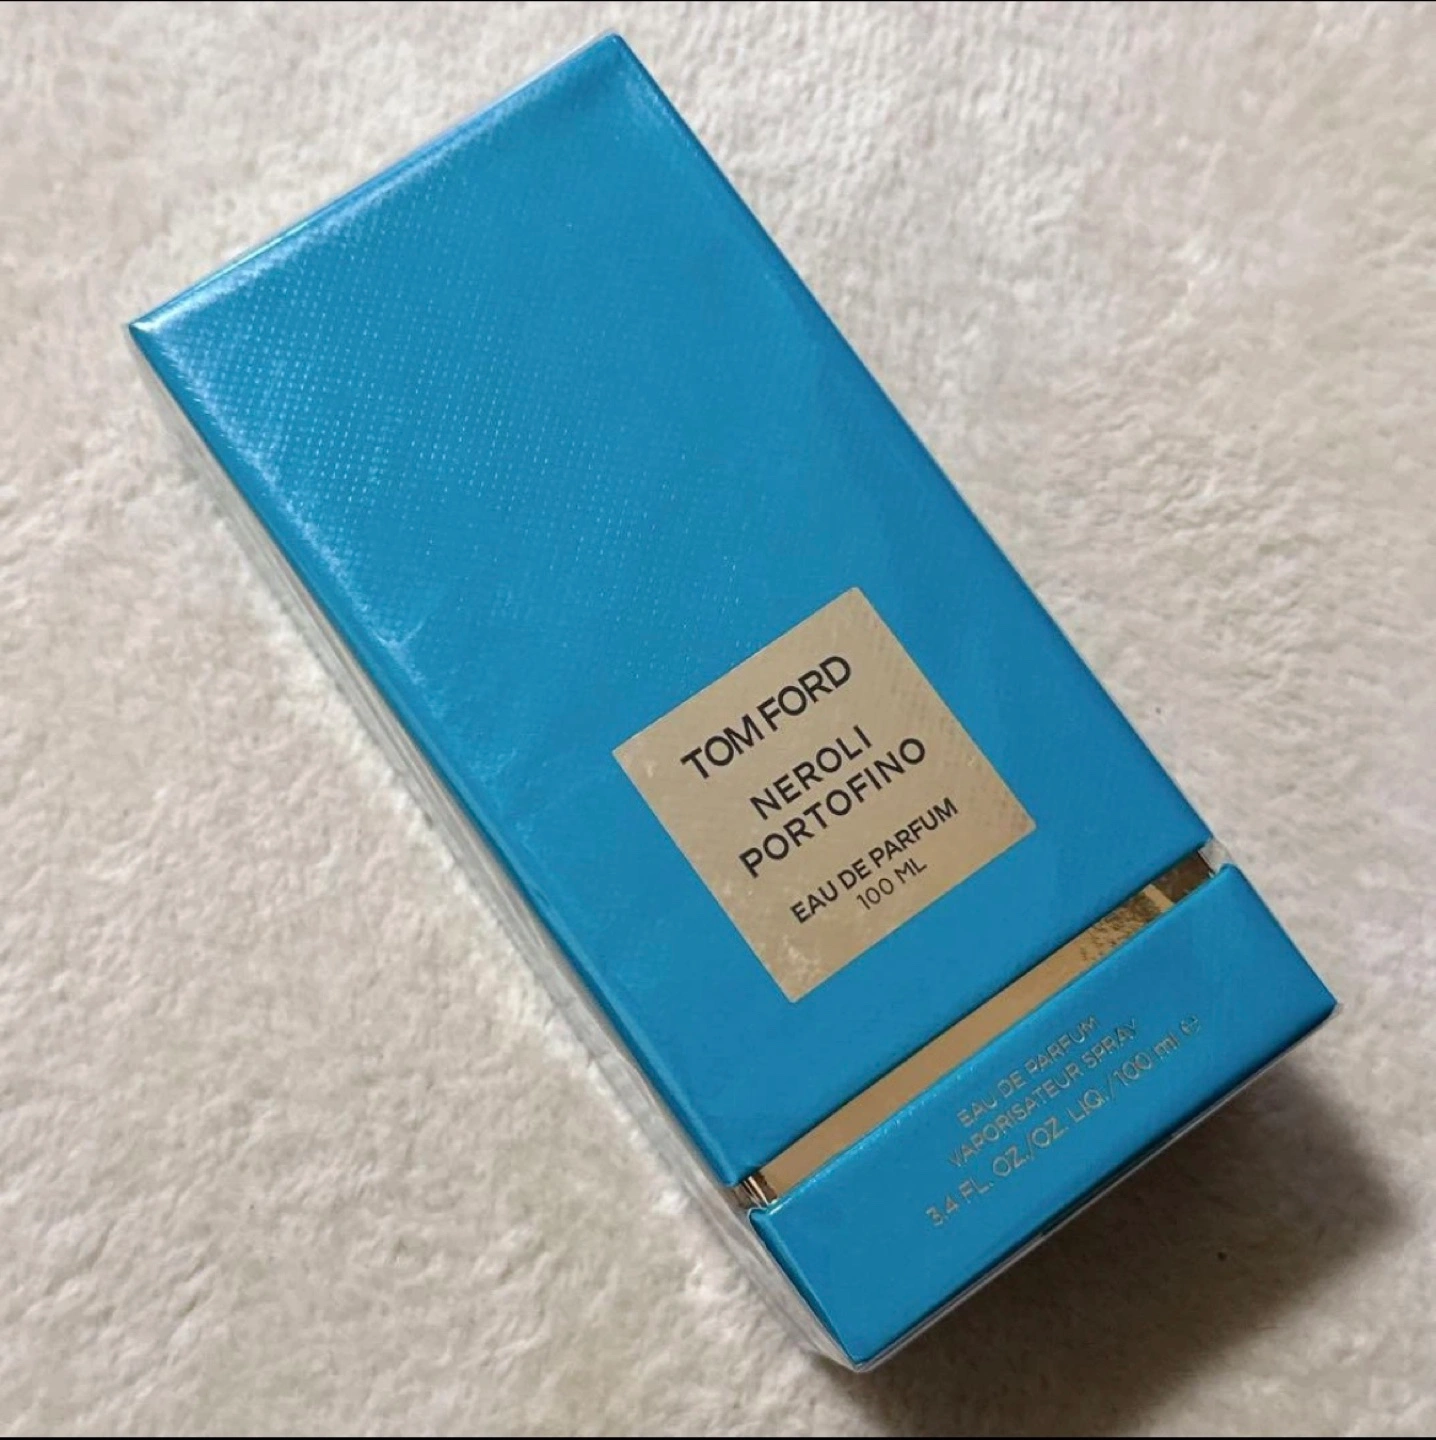 TOM FORD
NEROLI
PORTOFINO
EAU DE PARFUM
100 ML
EAU DE PARFUM
VAPORISATEUR SPRAY
3.4 FL. OZ./OZ. LIQ./100 ml ℮